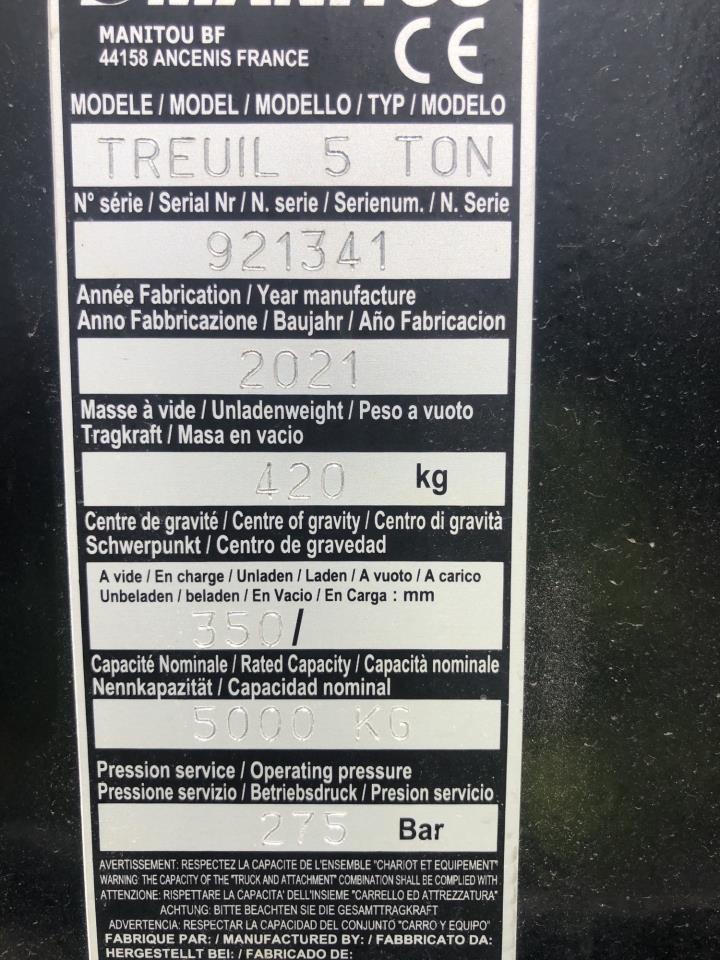 MANITOU
MANITOU BF
44158 ANCENIS FRANCE
CE
MODELE / MODEL / MODELLO / TYP / MODELO
TREUIL 5 TON
N° série / Serial Nr / N. serie / Serienum. / N. Serie
921341
Année Fabrication / Year manufacture
Anno Fabbricazione / Baujahr / Año Fabricacion
2021
Masse à vide / Unladenweight / Peso a vuoto
Tragkraft / Masa en vacio
420 kg
Centre de gravité / Centre of gravity / Centro di gravità
Schwerpunkt / Centro de gravedad
A vide / En charge / Unladen / Laden / A vuoto / A carico
Unbeladen / beladen / En Vacio / En Carga : mm
350/
Capacité Nominale / Rated Capacity / Capacità nominale
Nennkapazität / Capacidad nominal
5000 KG
Pression service / Operating pressure
Pressione servizio / Betriebsdruck / Presion servicio
275 Bar
AVERTISSEMENT: RESPECTEZ LA CAPACITE DE L'ENSEMBLE "CHARIOT ET EQUIPEMENT"
WARNING: THE CAPACITY OF THE "TRUCK AND ATTACHMENT" COMBINATION SHALL BE COMPLIED WITH
ATTENZIONE: RISPETTARE LA CAPACITA' DELL'INSIEME "CARRELLO ED ATTREZZATURA"
ACHTUNG: BITTE BEACHTEN SIE DIE GESAMTTRAGKRAFT
ADVERTENCIA: RESPECTAR LA CAPACIDAD DEL CONJUNTO "CARRO Y EQUIPO"
FABRIQUE PAR: / MANUFACTURED BY: / FABBRICATO DA:
HERGESTELLT BEI: / FABRICADO DE: